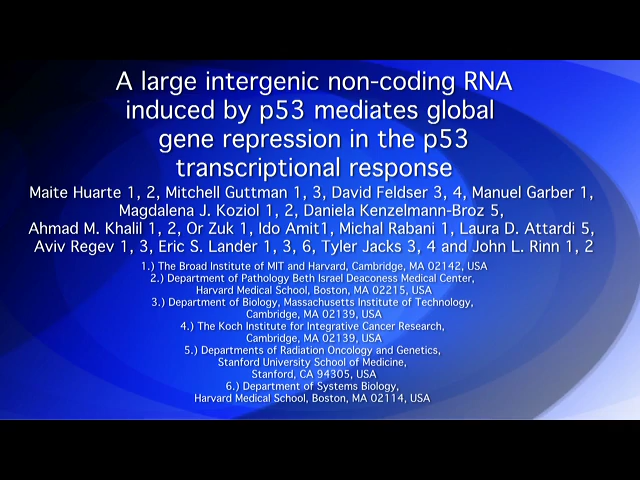 A large intergenic non-coding RNA
induced by p53 mediates global
gene repression in the p53
transcriptional response
Maite Huarte 1, 2, Mitchell Guttman 1, 3, David Feldser 3, 4, Manuel Garber 1,
Magdalena J. Koziol 1, 2, Daniela Kenzelmann-Broz 5,
Ahmad M. Khalil 1, 2, Or Zuk 1, Ido Amit1, Michal Rabani 1, Laura D. Attardi 5,
Aviv Regev 1, 3, Eric S. Lander 1, 3, 6, Tyler Jacks 3, 4 and John L. Rinn 1, 2
1.) The Broad Institute of MIT and Harvard, Cambridge, MA 02142, USA
2.) Department of Pathology Beth Israel Deaconess Medical Center,
Harvard Medical School, Boston, MA 02215, USA
3.) Department of Biology, Massachusetts Institute of Technology,
Cambridge, MA 02139, USA
4.) The Koch Institute for Integrative Cancer Research,
Cambridge, MA 02139, USA
5.) Departments of Radiation Oncology and Genetics,
Stanford University School of Medicine,
Stanford, CA 94305, USA
6.) Department of Systems Biology,
Harvard Medical School, Boston, MA 02114, USA